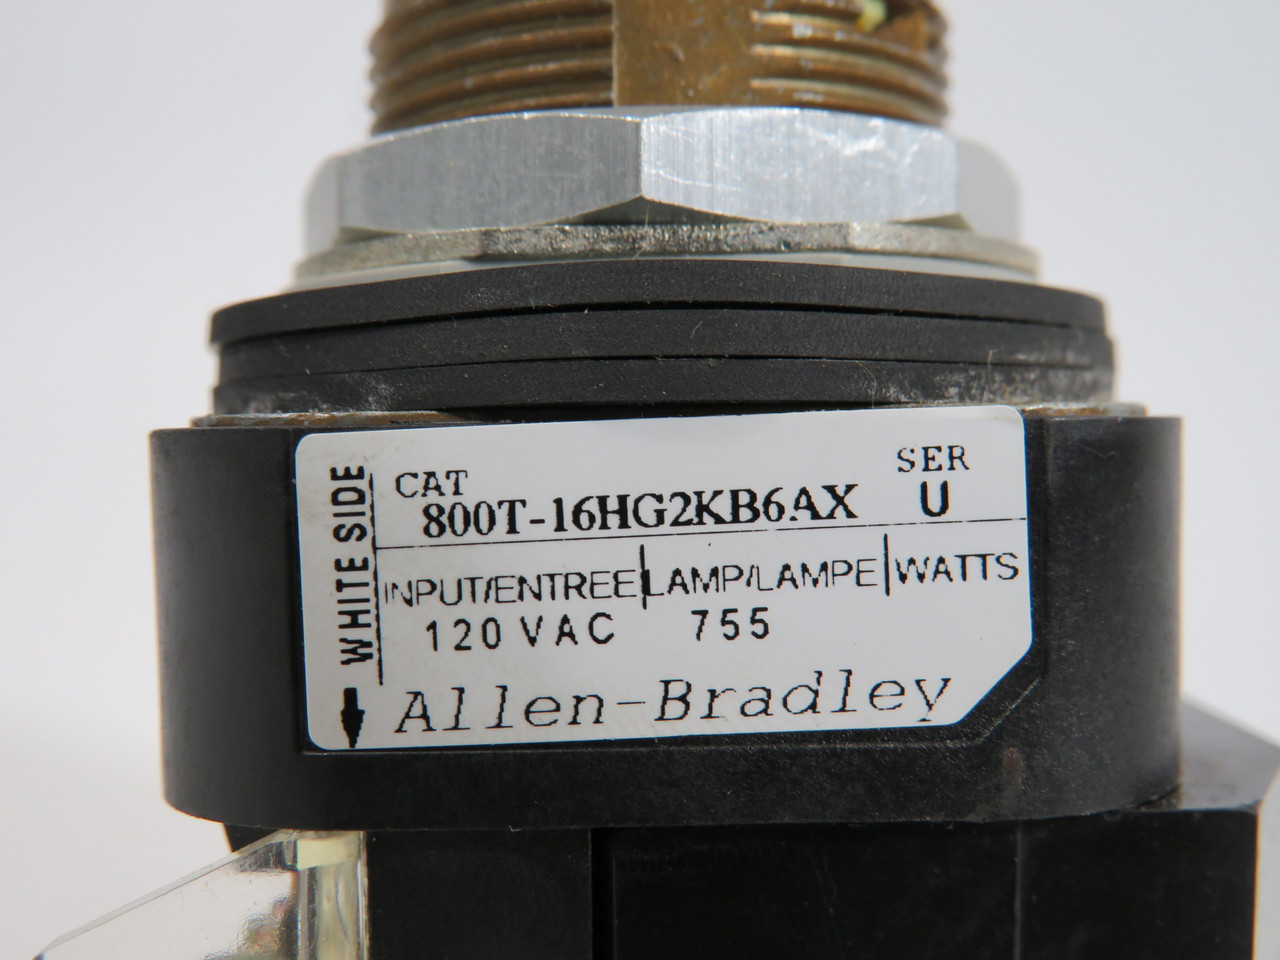 WHITE SIDE
CAT SER
800T-16HG2KB6AX U
INPUT/ENTREE LAMP/LAMPE WATTS
120 VAC 755
Allen-Bradley